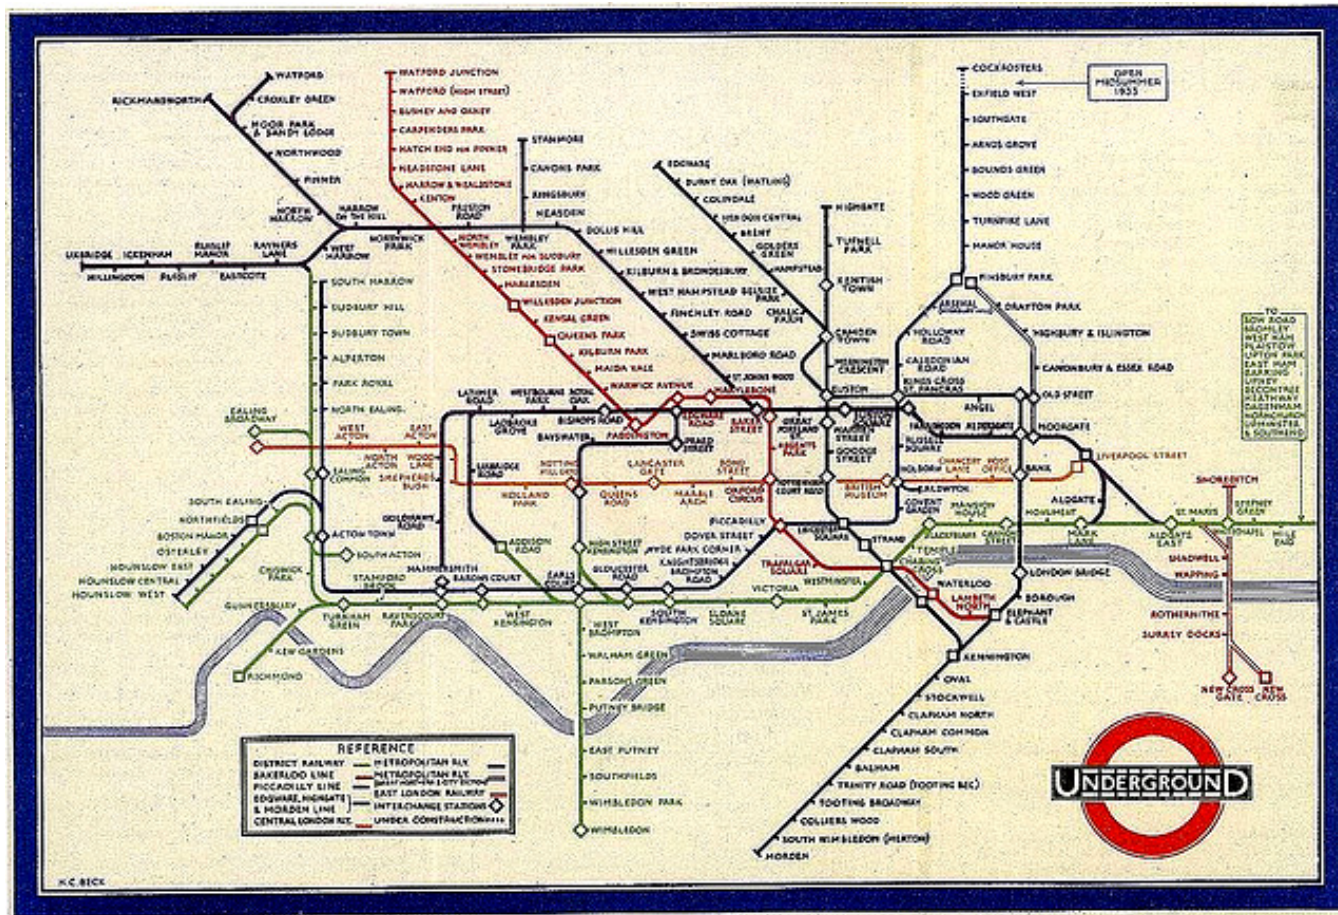 WATFORD
RICKMANSWORTH
CROXLEY GREEN
MOOR PARK
& SANDY LODGE
NORTHWOOD
PINNER
NORTH
HARROW
HARROW
ON THE HILL
WATFORD JUNCTION
WATFORD (HIGH STREET)
BUSHEY AND OXHEY
CARPENDERS PARK
HATCH END FOR PINNER
HEADSTONE LANE
HARROW & WEALDSTONE
KENTON
PRESTON
ROAD
STANMORE
CANONS PARK
KINGSBURY
NEASDEN
DOLLIS HILL
WILLESDEN GREEN
KILBURN & BRONDESBURY
WEST HAMPSTEAD
FINCHLEY ROAD
SWISS COTTAGE
MARLBORO ROAD
ST JOHNS WOOD
EDGWARE
BURNT OAK (WATLING)
COLINDALE
HENDON CENTRAL
BRENT
GOLDERS
GREEN
HAMPSTEAD
BELSIZE
PARK
CHALK
FARM
HIGHGATE
TUFNELL
PARK
KENTISH
TOWN
CAMDEN
TOWN
MORNINGTON
CRESCENT
EUSTON
COCKFOSTERS
OPEN
MIDSUMMER
1933
ENFIELD WEST
SOUTHGATE
ARNOS GROVE
BOUNDS GREEN
WOOD GREEN
TURNPIKE LANE
MANOR HOUSE
FINSBURY PARK
ARSENAL
DRAYTON PARK
HOLLOWAY
ROAD
HIGHBURY & ISLINGTON
CALEDONIAN
ROAD
CANONBURY & ESSEX ROAD
KINGS CROSS
ST. PANCRAS
ANGEL
OLD STREET
UXBRIDGE
HILLINGDON
ICKENHAM
RUISLIP
RUISLIP
MANOR
EASTCOTE
RAYNERS
LANE
WEST
HARROW
NORTHWICK
PARK
NORTH
WEMBLEY
WEMBLEY
PARK
WEMBLEY FOR SUDBURY
STONEBRIDGE PARK
HARLESDEN
WILLESDEN JUNCTION
KENSAL GREEN
QUEENS PARK
KILBURN PARK
MAIDA VALE
WARWICK AVENUE
MARYLEBONE
SOUTH HARROW
SUDBURY HILL
SUDBURY TOWN
ALPERTON
PARK ROYAL
NORTH EALING
EALING
BROADWAY
EALING
COMMON
WEST
ACTON
EAST
ACTON
NORTH
ACTON
WOOD
LANE
SHEPHERDS
BUSH
GOLDHAWK
ROAD
LATIMER
ROAD
LADBROKE
GROVE
WESTBOURNE
PARK
ROYAL
OAK
BISHOPS ROAD
BAYSWATER
PADDINGTON
EDGWARE
ROAD
PRAED
STREET
BAKER
STREET
GREAT
PORTLAND
ST
REGENTS
PARK
WARREN
STREET
EUSTON
SQUARE
GOODGE
STREET
RUSSELL
SQUARE
FARRINGDON
ALDERSGATE
MOORGATE
LIVERPOOL STREET
UXBRIDGE
ROAD
HOLLAND
PARK
NOTTING
HILL GATE
QUEENS
ROAD
LANCASTER
GATE
MARBLE
ARCH
BOND
STREET
OXFORD
CIRCUS
TOTTENHAM
COURT ROAD
BRITISH
MUSEUM
HOLBORN
CHANCERY
LANE
POST
OFFICE
BANK
ALDWYCH
COVENT
GARDEN
ALDGATE
TO
BOW ROAD
BROMLEY
WEST HAM
PLAISTOW
UPTON PARK
EAST HAM
BARKING
UPNEY
BECONTREE
HEATHWAY
DAGENHAM
HORNCHURCH
UPMINSTER
& SOUTHEND
SHOREDITCH
ST. MARYS
STEPNEY
GREEN
MILE
END
ALDGATE
EAST
SHADWELL
WAPPING
ROTHERHITHE
SURREY DOCKS
NEW CROSS
GATE
NEW
CROSS
SOUTH EALING
NORTHFIELDS
BOSTON MANOR
OSTERLEY
HOUNSLOW EAST
HOUNSLOW CENTRAL
HOUNSLOW WEST
ACTON TOWN
SOUTH ACTON
CHISWICK
PARK
GUNNERSBURY
KEW GARDENS
RICHMOND
TURNHAM
GREEN
STAMFORD
BROOK
RAVENSCOURT
PARK
HAMMERSMITH
BARONS COURT
WEST
KENSINGTON
ADDISON
ROAD
EARLS
COURT
HIGH STREET
KENSINGTON
GLOUCESTER
ROAD
SOUTH
KENSINGTON
KNIGHTSBRIDGE
BROMPTON
ROAD
HYDE PARK CORNER
DOVER STREET
PICCADILLY
LEICESTER
SQUARE
STRAND
TRAFALGAR
SQUARE
SLOANE
SQUARE
VICTORIA
ST. JAMES
PARK
WESTMINSTER
CHARING
CROSS
TEMPLE
BLACKFRIARS
MANSION
HOUSE
CANNON
STREET
MONUMENT
MARK
LANE
WATERLOO
LAMBETH
NORTH
LONDON BRIDGE
BOROUGH
ELEPHANT
& CASTLE
KENNINGTON
OVAL
STOCKWELL
CLAPHAM NORTH
CLAPHAM COMMON
CLAPHAM SOUTH
BALHAM
TRINITY ROAD (TOOTING BEC)
TOOTING BROADWAY
COLLIERS WOOD
SOUTH WIMBLEDON (MERTON)
MORDEN
WEST
BROMPTON
WALHAM GREEN
PARSONS GREEN
PUTNEY BRIDGE
EAST PUTNEY
SOUTHFIELDS
WIMBLEDON PARK
WIMBLEDON
REFERENCE
DISTRICT RAILWAY
BAKERLOO LINE
PICCADILLY LINE
EDGWARE, HIGHGATE
& MORDEN LINE
CENTRAL LONDON RLY.
METROPOLITAN RLY.
METROPOLITAN RLY.
EAST LONDON RAILWAY
INTERCHANGE STATIONS
UNDER CONSTRUCTION
UNDERGROUND
H.C. BECK